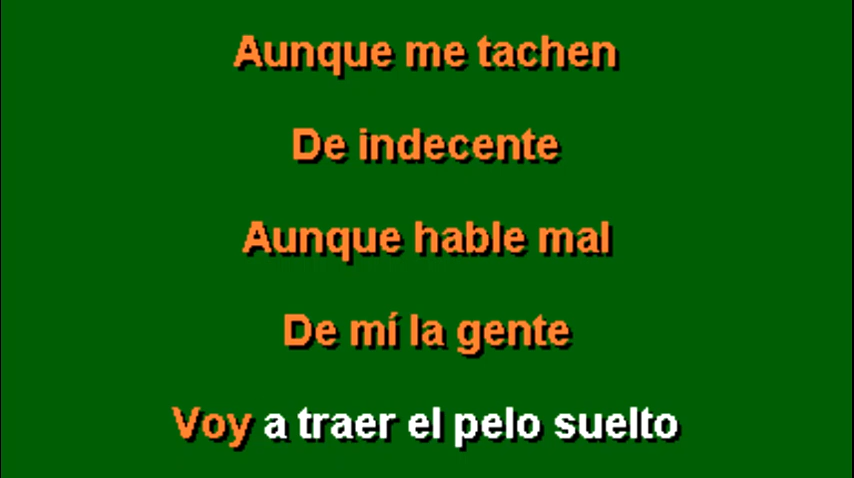 Aunque me tachen
De indecente
Aunque hable mal
De mí la gente
Voy a traer el pelo suelto